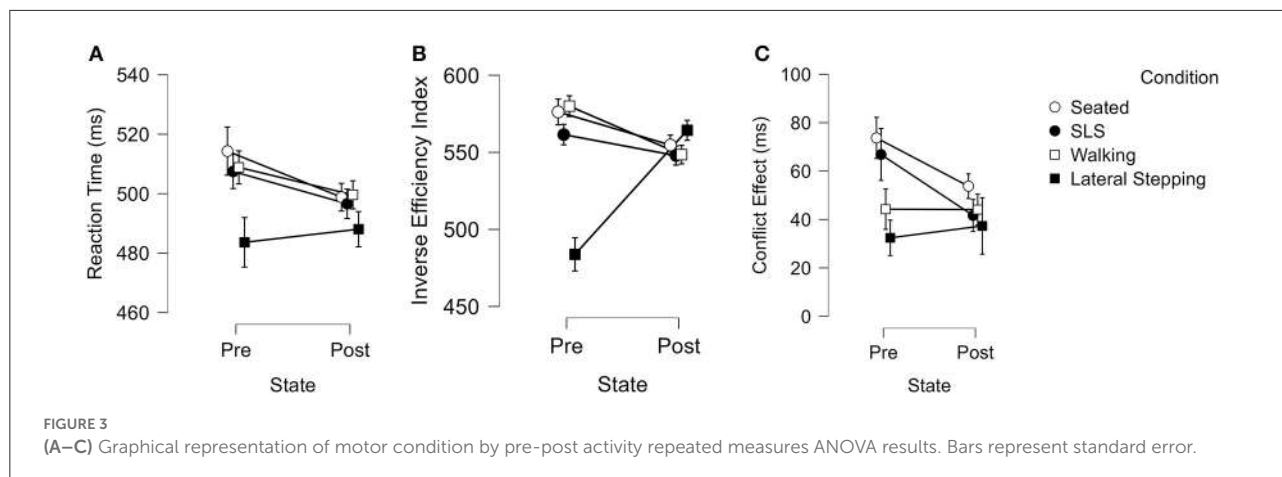 A
Reaction Time (ms)
540
520
500
480
460
Pre
Post
State
B
Inverse Efficiency Index
600
550
500
450
Pre
Post
State
C
Conflict Effect (ms)
100
80
60
40
20
0
Pre
Post
State
Condition
Seated
SLS
Walking
Lateral Stepping
FIGURE 3
(A–C) Graphical representation of motor condition by pre-post activity repeated measures ANOVA results. Bars represent standard error.